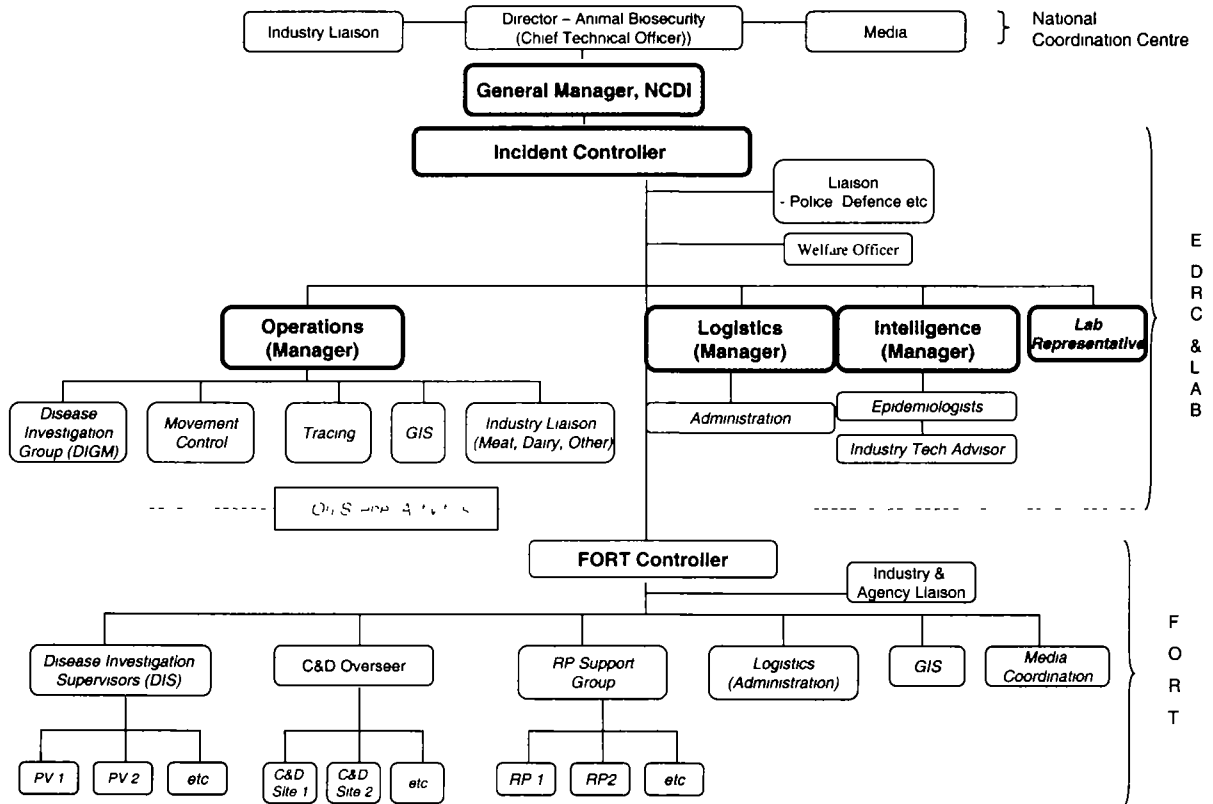 Industry Liaison
Director – Animal Biosecurity
(Chief Technical Officer))
Media
}
National
Coordination Centre
General Manager, NCDI
Incident Controller
Liaison
- Police Defence etc
Welfare Officer
Operations
(Manager)
Logistics
(Manager)
Intelligence
(Manager)
Lab
Representative
Disease
Investigation
Group (DIGM)
Movement
Control
Tracing
GIS
Industry Liaison
(Meat, Dairy, Other)
Administration
Epidemiologists
Industry Tech Advisor
E DRC & LAB
FORT Controller
Industry &
Agency Liaison
Disease Investigation
Supervisors (DIS)
C&D Overseer
RP Support
Group
Logistics
(Administration)
GIS
Media
Coordination
PV 1
PV 2
etc
C&D
Site 1
C&D
Site 2
etc
RP 1
RP2
etc
F O R T